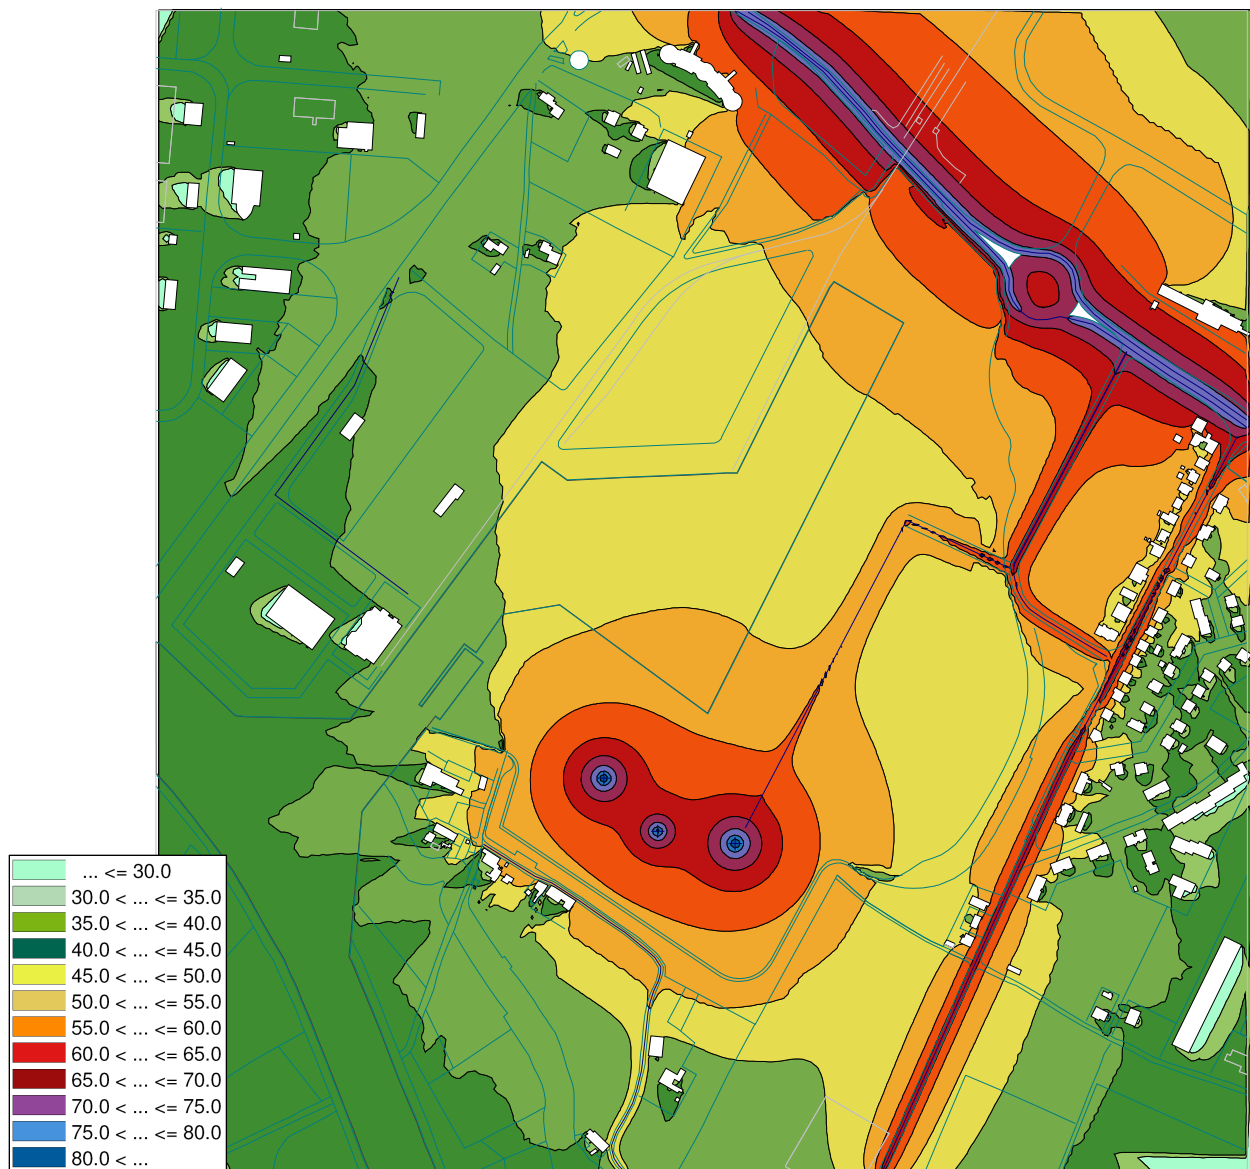 ... <= 30.0
30.0 < ... <= 35.0
35.0 < ... <= 40.0
40.0 < ... <= 45.0
45.0 < ... <= 50.0
50.0 < ... <= 55.0
55.0 < ... <= 60.0
60.0 < ... <= 65.0
65.0 < ... <= 70.0
70.0 < ... <= 75.0
75.0 < ... <= 80.0
80.0 < ...